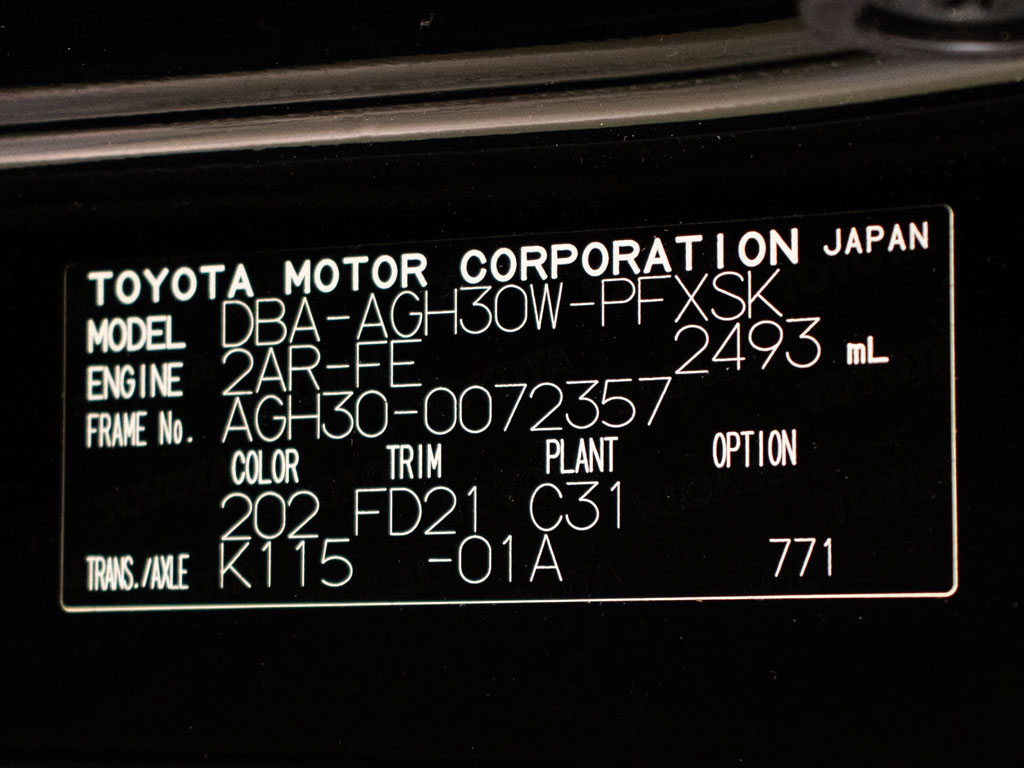 TOYOTA MOTOR CORPORATION JAPAN
MODEL DBA-AGH30W-PFXSK
ENGINE 2AR-FE 2493 mL
FRAME No. AGH30-0072357
COLOR TRIM PLANT OPTION
202 FD21 C31
TRANS./AXLE K115 -01A 771